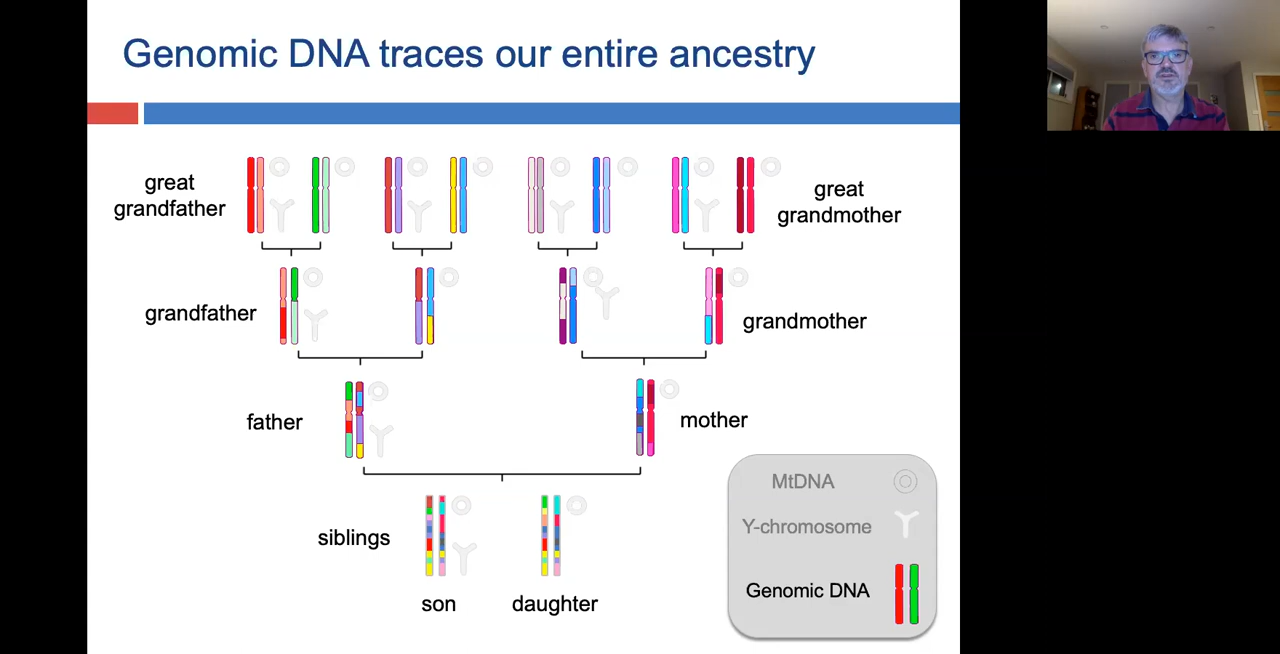 Genomic DNA traces our entire ancestry
great
grandfather
great
grandmother
grandfather
grandmother
father
mother
siblings
son
daughter
MtDNA
Y-chromosome
Genomic DNA